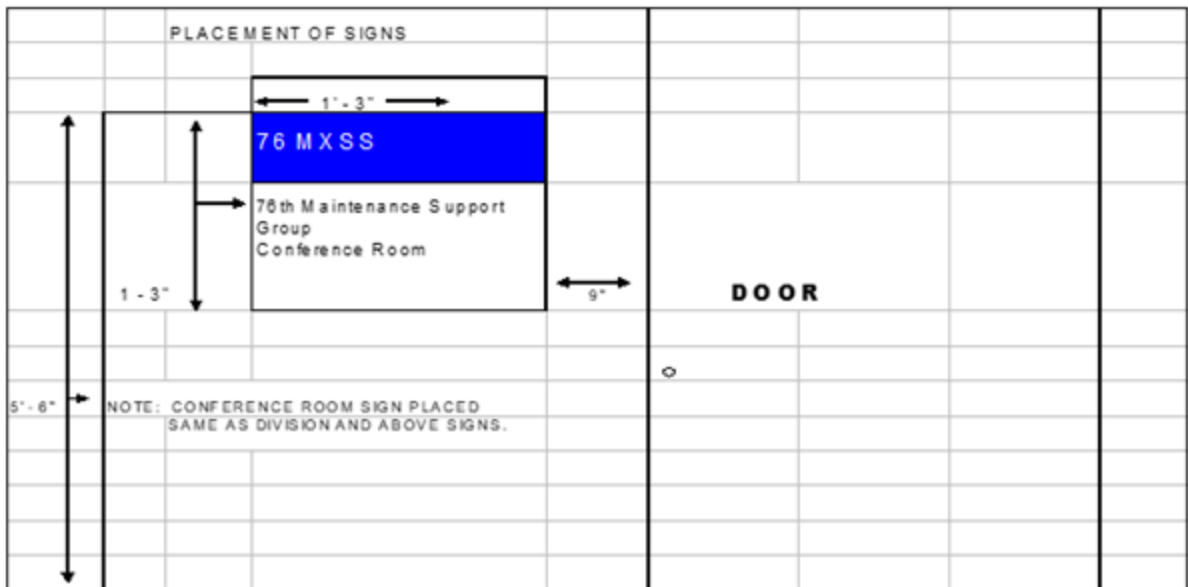 PLACEMENT OF SIGNS
1'-3"
76 MXSS
76th Maintenance Support
Group
Conference Room
1 - 3"
9"
DOOR
5'-6"
NOTE: CONFERENCE ROOM SIGN PLACED
SAME AS DIVISION AND ABOVE SIGNS.